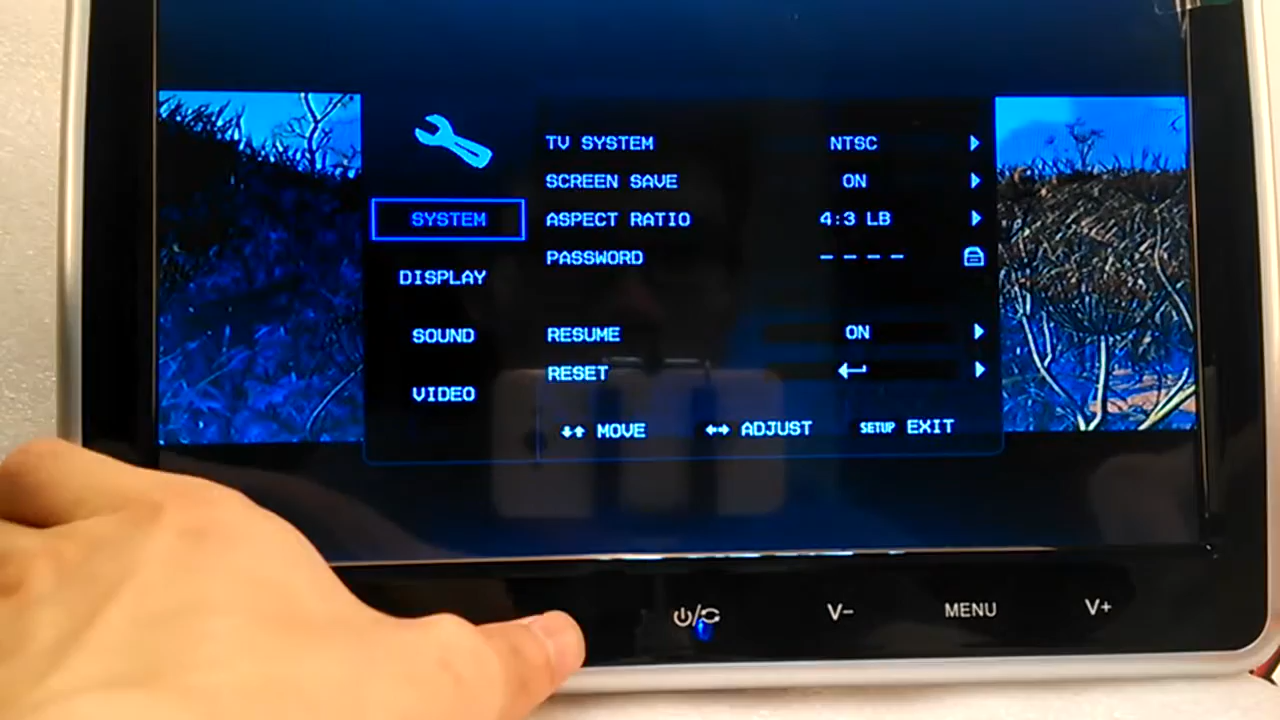 TV SYSTEM NTSC
SCREEN SAVE ON
SYSTEM ASPECT RATIO 4:3 LB
PASSWORD – – – –
DISPLAY
SOUND RESUME ON
RESET
VIDEO
MOVE ADJUST SETUP EXIT
V− MENU V+